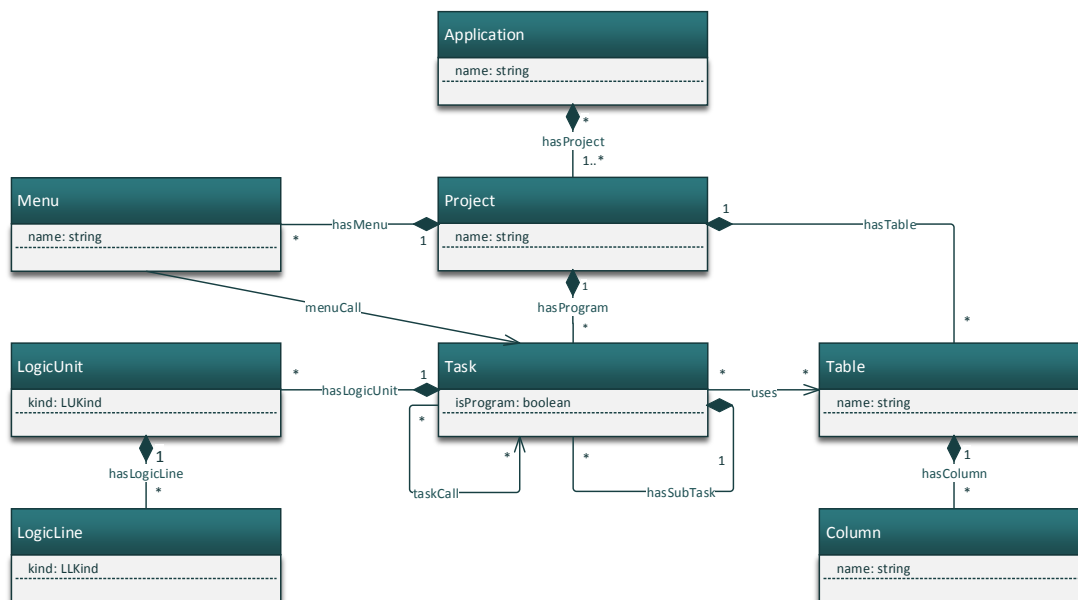 Application
name: string
*
hasProject
1..*
Menu
name: string
*
hasMenu
1
Project
name: string
1
hasTable
*
1
hasProgram
*
menuCall
LogicUnit
kind: LUKind
*
hasLogicUnit
1
Task
isProgram: boolean
*
uses
*
Table
name: string
*
*
taskCall
*
1
hasSubTask
1
hasLogicLine
*
1
hasColumn
*
LogicLine
kind: LLKind
Column
name: string